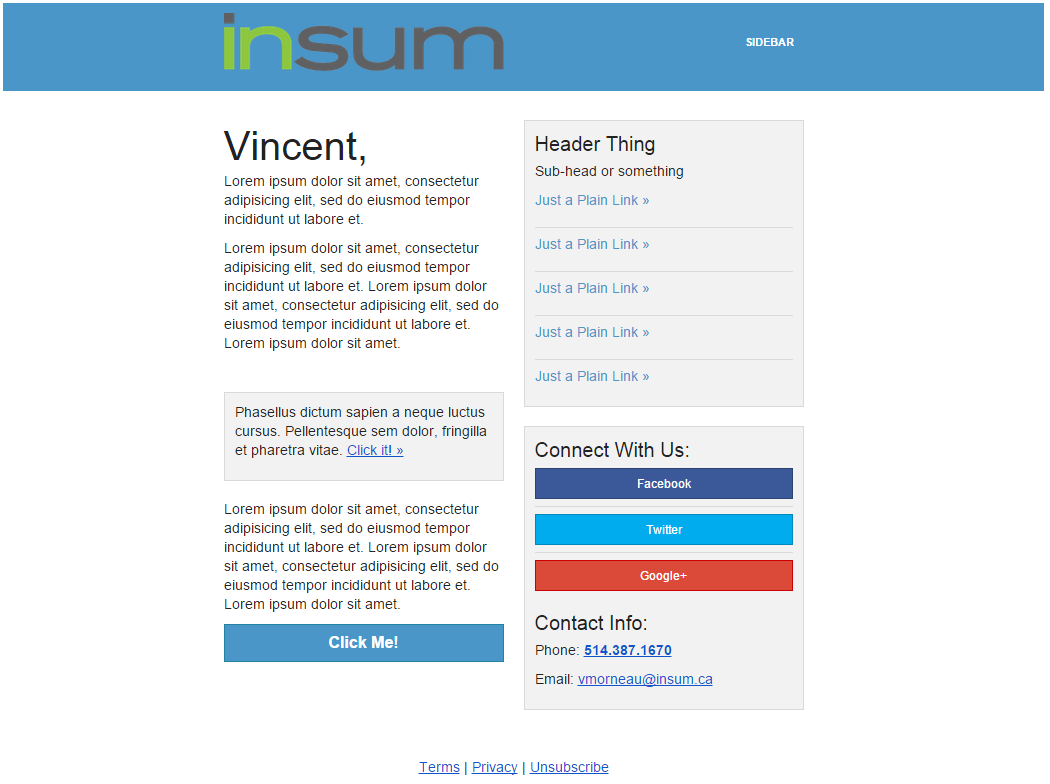 insum
SIDEBAR
Vincent,
Lorem ipsum dolor sit amet, consectetur
adipisicing elit, sed do eiusmod tempor
incididunt ut labore et.
Lorem ipsum dolor sit amet, consectetur
adipisicing elit, sed do eiusmod tempor
incididunt ut labore et. Lorem ipsum dolor
sit amet, consectetur adipisicing elit, sed do
eiusmod tempor incididunt ut labore et.
Lorem ipsum dolor sit amet.
Phasellus dictum sapien a neque luctus
cursus. Pellentesque sem dolor, fringilla
et pharetra vitae. Click it! »
Lorem ipsum dolor sit amet, consectetur
adipisicing elit, sed do eiusmod tempor
incididunt ut labore et. Lorem ipsum dolor
sit amet, consectetur adipisicing elit, sed do
eiusmod tempor incididunt ut labore et.
Lorem ipsum dolor sit amet.
Click Me!
Header Thing
Sub-head or something
Just a Plain Link »
Just a Plain Link »
Just a Plain Link »
Just a Plain Link »
Just a Plain Link »
Connect With Us:
Facebook
Twitter
Google+
Contact Info:
Phone: 514.387.1670
Email: vmorneau@insum.ca
Terms | Privacy | Unsubscribe